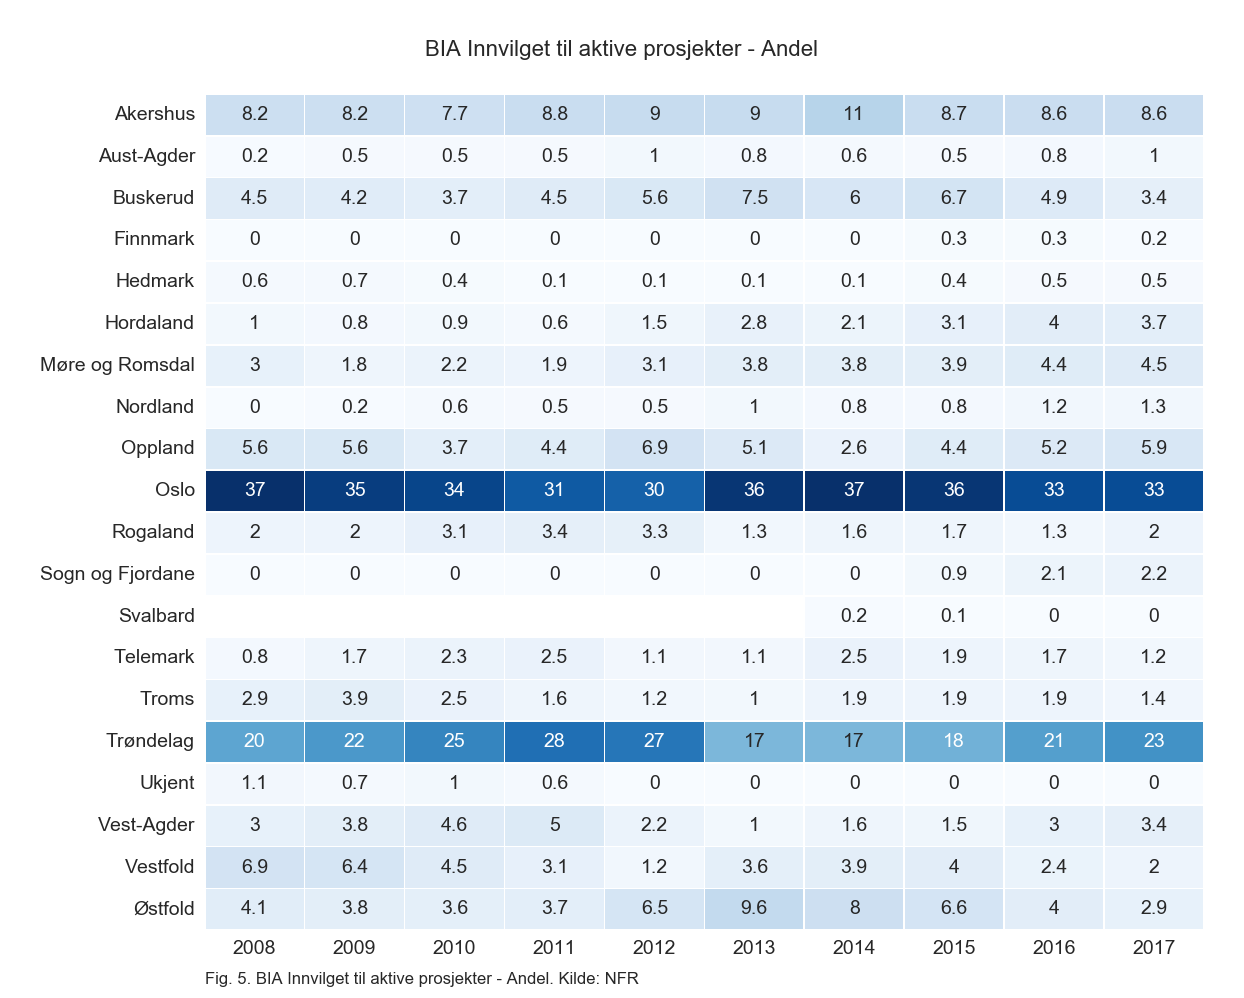 BIA Innvilget til aktive prosjekter - Andel
Akershus 8.2 8.2 7.7 8.8 9 9 11 8.7 8.6 8.6
Aust-Agder 0.2 0.5 0.5 0.5 1 0.8 0.6 0.5 0.8 1
Buskerud 4.5 4.2 3.7 4.5 5.6 7.5 6 6.7 4.9 3.4
Finnmark 0 0 0 0 0 0 0 0.3 0.3 0.2
Hedmark 0.6 0.7 0.4 0.1 0.1 0.1 0.1 0.4 0.5 0.5
Hordaland 1 0.8 0.9 0.6 1.5 2.8 2.1 3.1 4 3.7
Møre og Romsdal 3 1.8 2.2 1.9 3.1 3.8 3.8 3.9 4.4 4.5
Nordland 0 0.2 0.6 0.5 0.5 1 0.8 0.8 1.2 1.3
Oppland 5.6 5.6 3.7 4.4 6.9 5.1 2.6 4.4 5.2 5.9
Oslo 37 35 34 31 30 36 37 36 33 33
Rogaland 2 2 3.1 3.4 3.3 1.3 1.6 1.7 1.3 2
Sogn og Fjordane 0 0 0 0 0 0 0 0.9 2.1 2.2
Svalbard 0.2 0.1 0 0
Telemark 0.8 1.7 2.3 2.5 1.1 1.1 2.5 1.9 1.7 1.2
Troms 2.9 3.9 2.5 1.6 1.2 1 1.9 1.9 1.9 1.4
Trøndelag 20 22 25 28 27 17 17 18 21 23
Ukjent 1.1 0.7 1 0.6 0 0 0 0 0 0
Vest-Agder 3 3.8 4.6 5 2.2 1 1.6 1.5 3 3.4
Vestfold 6.9 6.4 4.5 3.1 1.2 3.6 3.9 4 2.4 2
Østfold 4.1 3.8 3.6 3.7 6.5 9.6 8 6.6 4 2.9
2008 2009 2010 2011 2012 2013 2014 2015 2016 2017
Fig. 5. BIA Innvilget til aktive prosjekter - Andel. Kilde: NFR